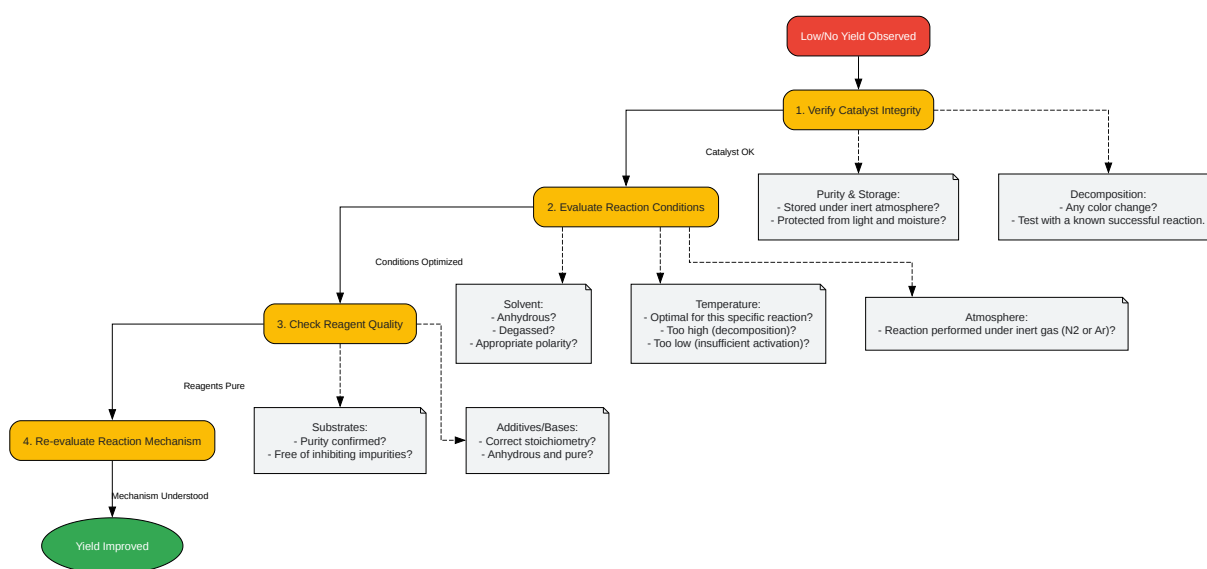 Low/No Yield Observed
1. Verify Catalyst Integrity
Catalyst OK
Purity & Storage:
- Stored under inert atmosphere?
- Protected from light and moisture?
Decomposition:
- Any color change?
- Test with a known successful reaction.
2. Evaluate Reaction Conditions
Conditions Optimized
Solvent:
- Anhydrous?
- Degassed?
- Appropriate polarity?
Temperature:
- Optimal for this specific reaction?
- Too high (decomposition)?
- Too low (insufficient activation)?
Atmosphere:
- Reaction performed under inert gas (N2 or Ar)?
3. Check Reagent Quality
Reagents Pure
Substrates:
- Purity confirmed?
- Free of inhibiting impurities?
Additives/Bases:
- Correct stoichiometry?
- Anhydrous and pure?
4. Re-evaluate Reaction Mechanism
Mechanism Understood
Yield Improved